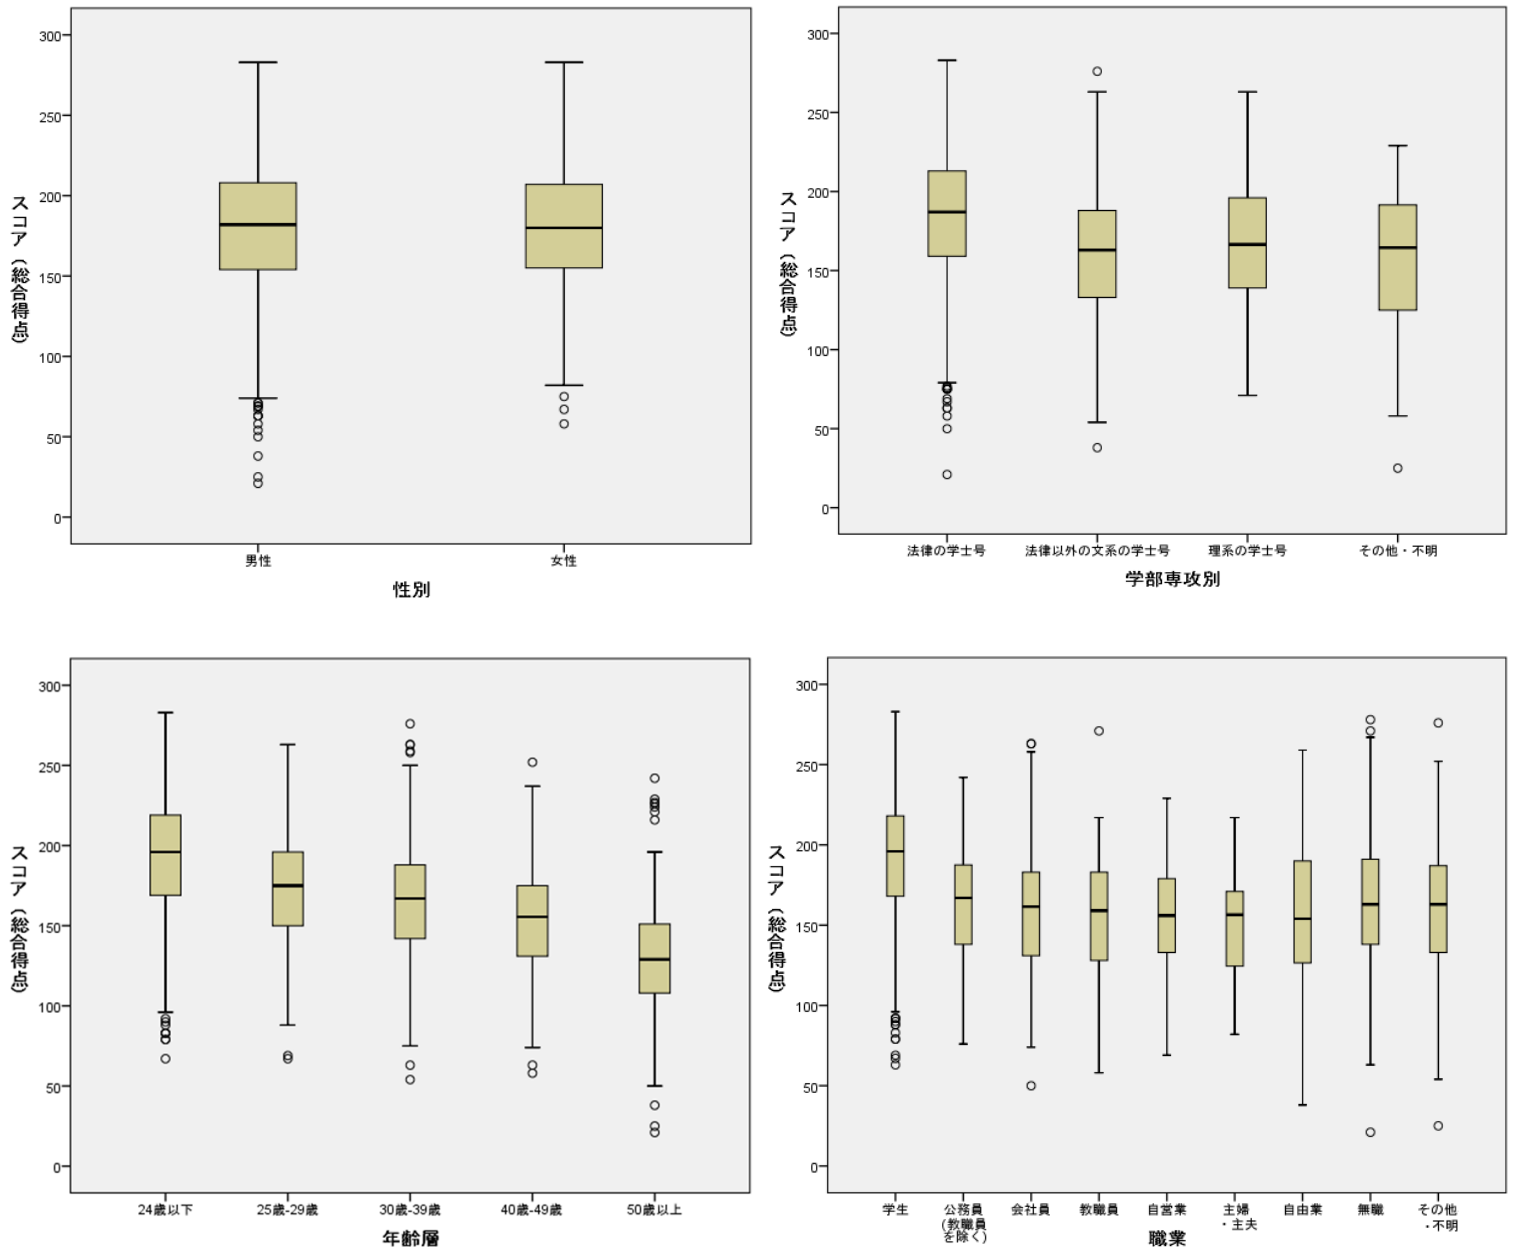 300
250
200
150
100
50
0
スコア（総合得点）
男性
女性
性別
300
250
200
150
100
50
0
スコア（総合得点）
法律の学士号
法律以外の文系の学士号
理系の学士号
その他・不明
学部専攻別
300
250
200
150
100
50
0
スコア（総合得点）
24歳以下
25歳-29歳
30歳-39歳
40歳-49歳
50歳以上
年齢層
300
250
200
150
100
50
0
スコア（総合得点）
学生
公務員
(教職員
を除く)
会社員
教職員
自営業
主婦
・主夫
自由業
無職
その他
・不明
職業